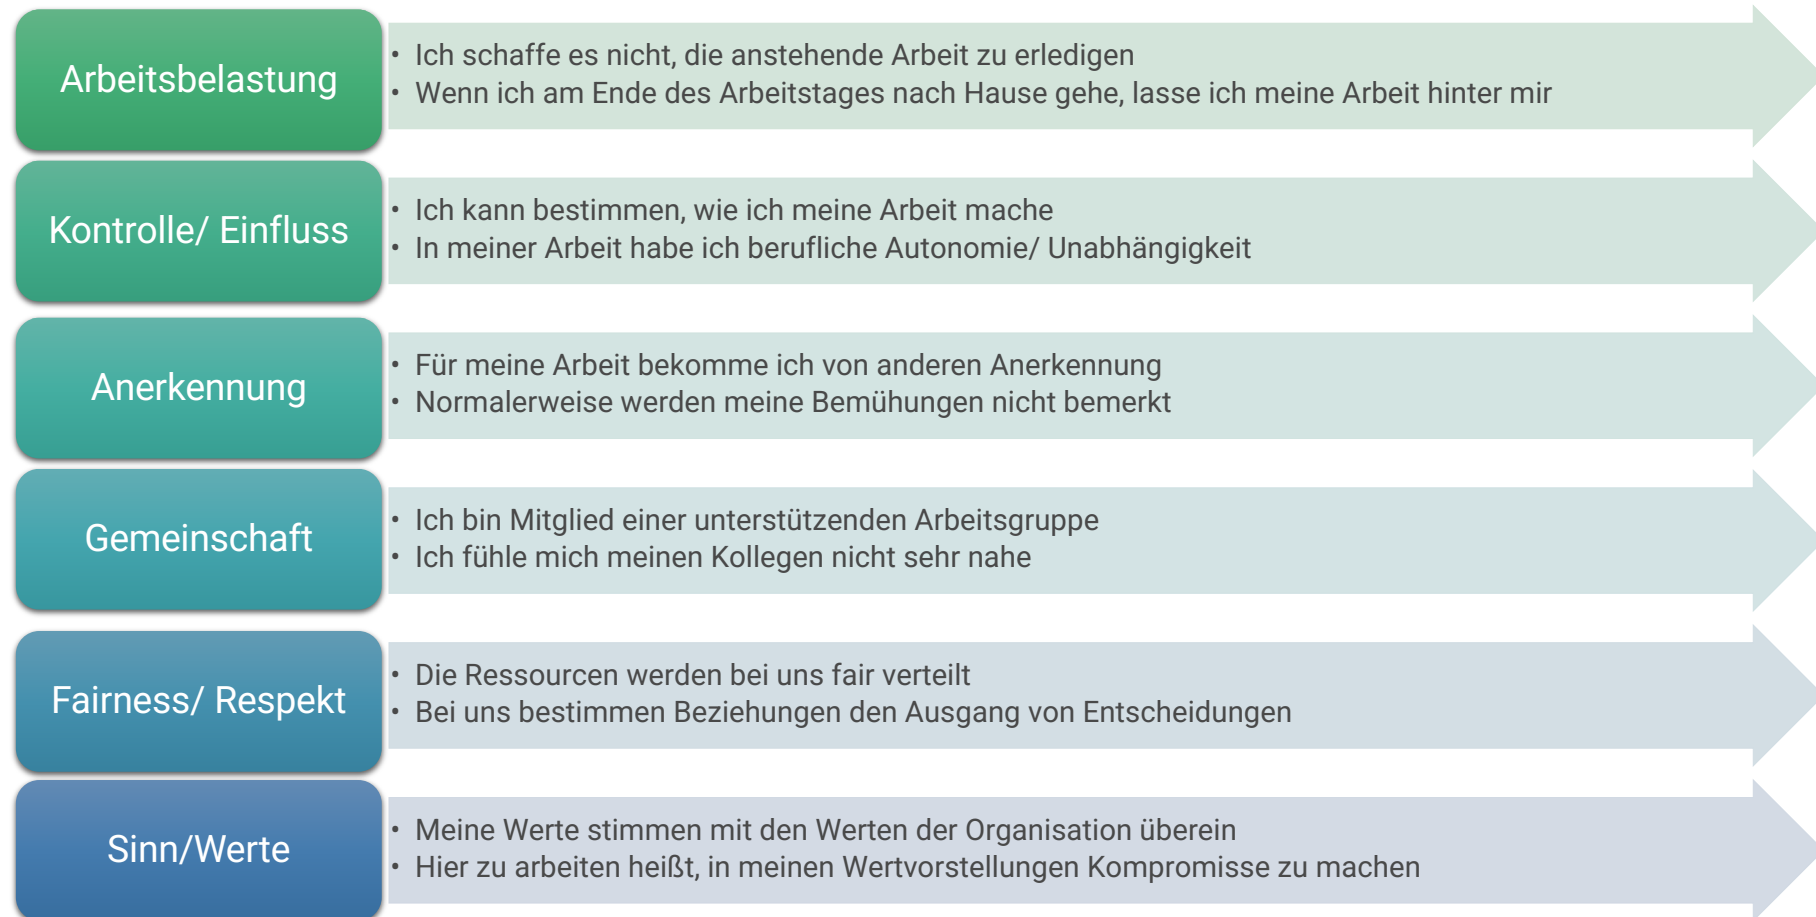 Arbeitsbelastung
• Ich schaffe es nicht, die anstehende Arbeit zu erledigen
• Wenn ich am Ende des Arbeitstages nach Hause gehe, lasse ich meine Arbeit hinter mir
Kontrolle/ Einfluss
• Ich kann bestimmen, wie ich meine Arbeit mache
• In meiner Arbeit habe ich berufliche Autonomie/ Unabhängigkeit
Anerkennung
• Für meine Arbeit bekomme ich von anderen Anerkennung
• Normalerweise werden meine Bemühungen nicht bemerkt
Gemeinschaft
• Ich bin Mitglied einer unterstützenden Arbeitsgruppe
• Ich fühle mich meinen Kollegen nicht sehr nahe
Fairness/ Respekt
• Die Ressourcen werden bei uns fair verteilt
• Bei uns bestimmen Beziehungen den Ausgang von Entscheidungen
Sinn/Werte
• Meine Werte stimmen mit den Werten der Organisation überein
• Hier zu arbeiten heißt, in meinen Wertvorstellungen Kompromisse zu machen